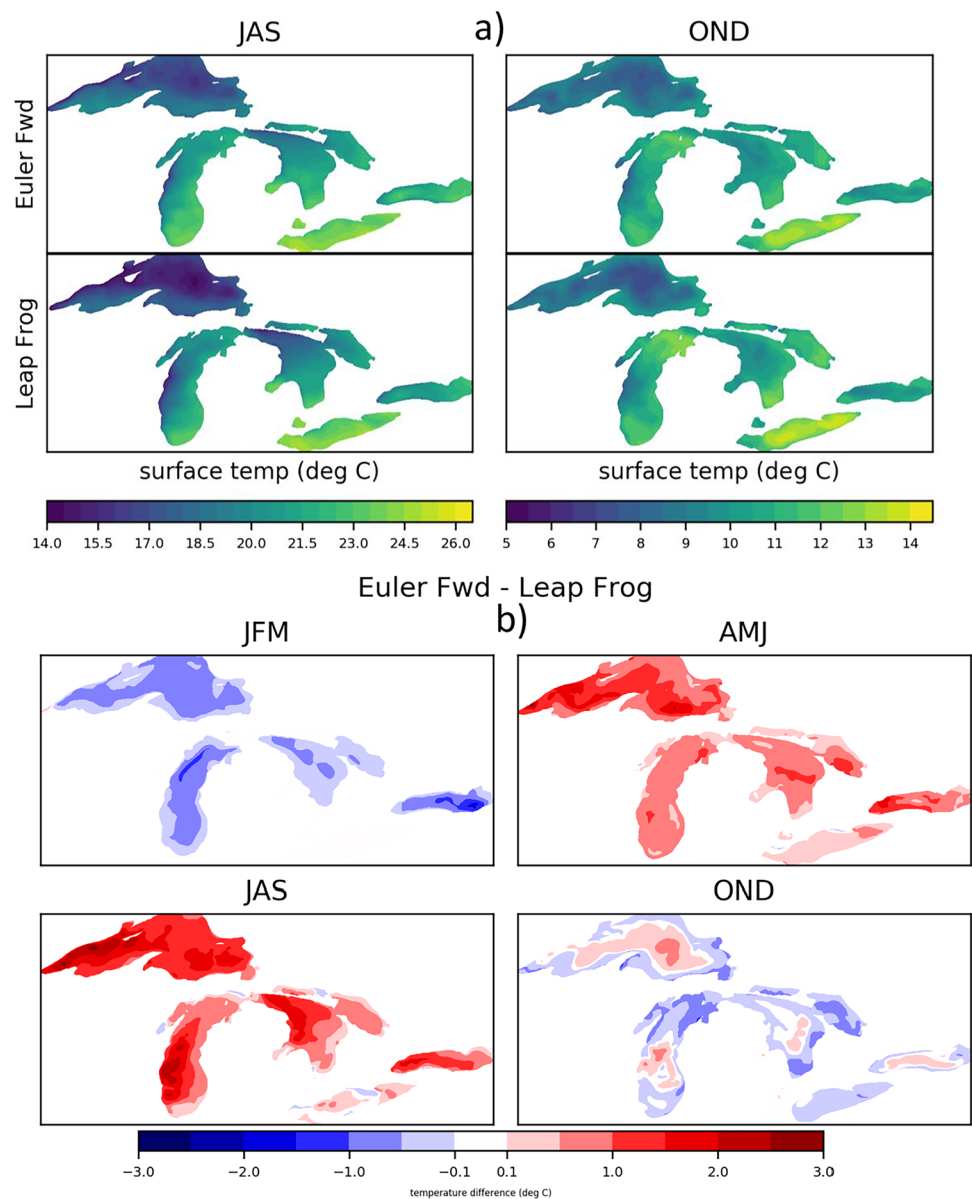 a)
JAS OND
Euler Fwd
Leap Frog
surface temp (deg C) surface temp (deg C)
14.0 15.5 17.0 18.5 20.0 21.5 23.0 24.5 26.0 5 6 7 8 9 10 11 12 13 14
Euler Fwd - Leap Frog
b)
JFM AMJ
JAS OND
−3.0 −2.0 −1.0 −0.1 0.1 1.0 2.0 3.0
temperature difference (deg C)